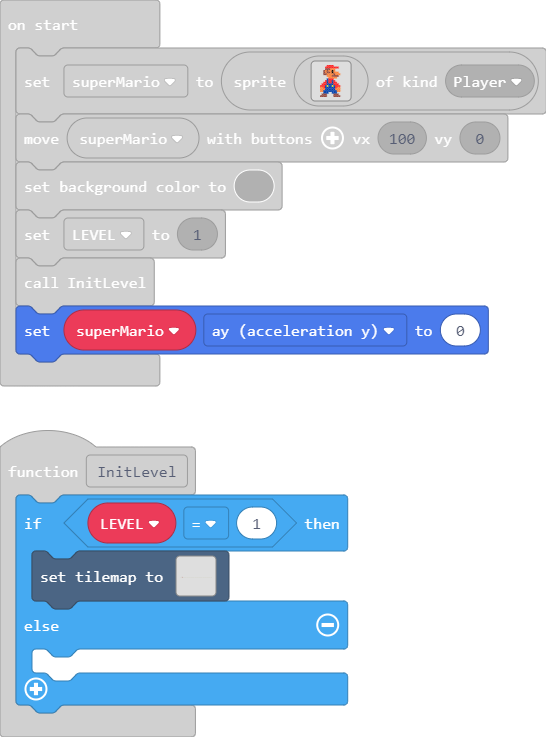 on start
set superMario to sprite of kind Player
move superMario with buttons vx 100 vy 0
set background color to
set LEVEL to 1
call InitLevel
set superMario ay (acceleration y) to 0
function InitLevel
if LEVEL = 1 then
set tilemap to
else